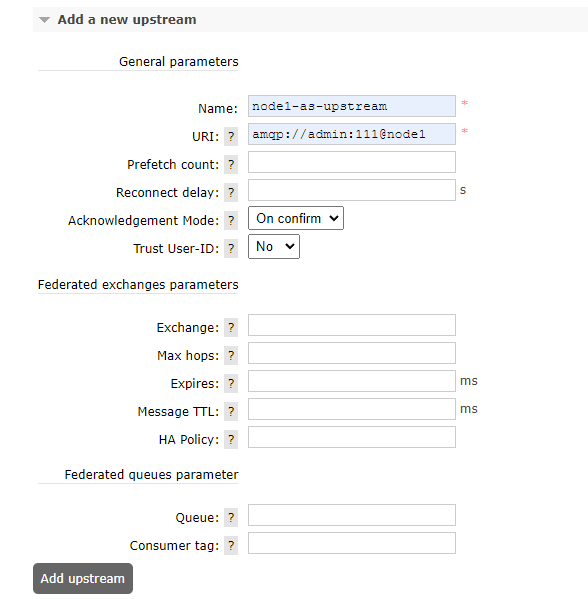 Add a new upstream
General parameters
Name: node1-as-upstream *
URI: ? amqp://admin:111@node1 *
Prefetch count: ?
Reconnect delay: ? s
Acknowledgement Mode: ? On confirm
Trust User-ID: ? No
Federated exchanges parameters
Exchange: ?
Max hops: ?
Expires: ? ms
Message TTL: ? ms
HA Policy: ?
Federated queues parameter
Queue: ?
Consumer tag: ?
Add upstream